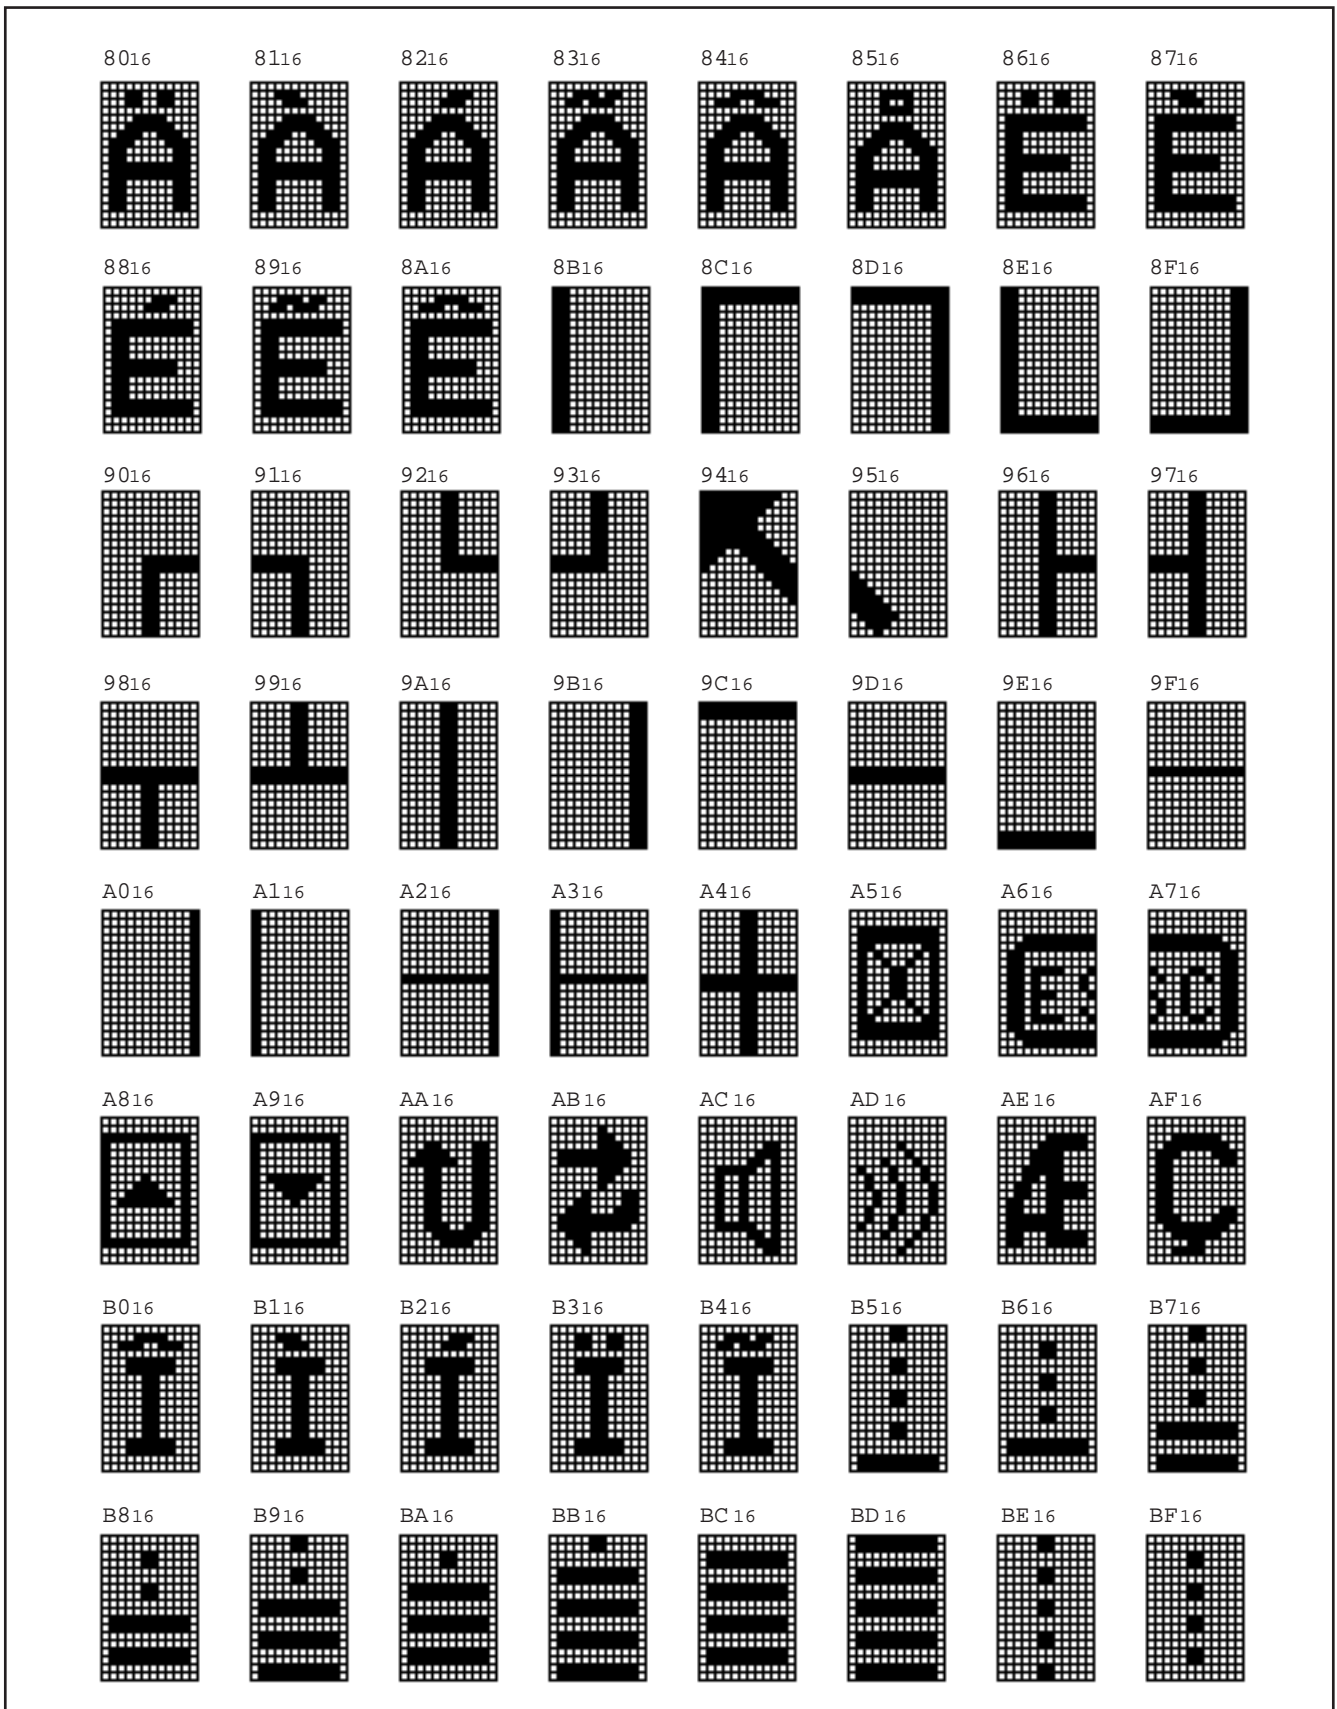 80₁₆ 81₁₆ 82₁₆ 83₁₆ 84₁₆ 85₁₆ 86₁₆ 87₁₆
Ä À Á Ã Â Å Ë È
88₁₆ 89₁₆ 8A₁₆ 8B₁₆ 8C₁₆ 8D₁₆ 8E₁₆ 8F₁₆
É Ẽ Ê
90₁₆ 91₁₆ 92₁₆ 93₁₆ 94₁₆ 95₁₆ 96₁₆ 97₁₆
98₁₆ 99₁₆ 9A₁₆ 9B₁₆ 9C₁₆ 9D₁₆ 9E₁₆ 9F₁₆
A0₁₆ A1₁₆ A2₁₆ A3₁₆ A4₁₆ A5₁₆ A6₁₆ A7₁₆
ESC
A8₁₆ A9₁₆ AA₁₆ AB₁₆ AC₁₆ AD₁₆ AE₁₆ AF₁₆
Æ Ç
B0₁₆ B1₁₆ B2₁₆ B3₁₆ B4₁₆ B5₁₆ B6₁₆ B7₁₆
Î Ì Í Ï Ĩ
B8₁₆ B9₁₆ BA₁₆ BB₁₆ BC₁₆ BD₁₆ BE₁₆ BF₁₆